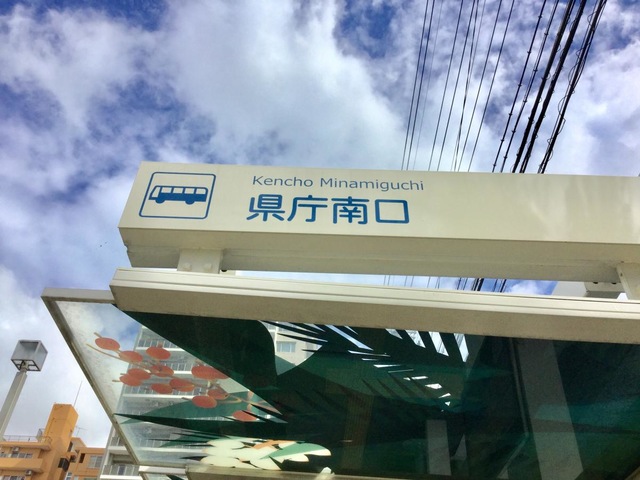 Kencho Minamiguchi
県庁南口